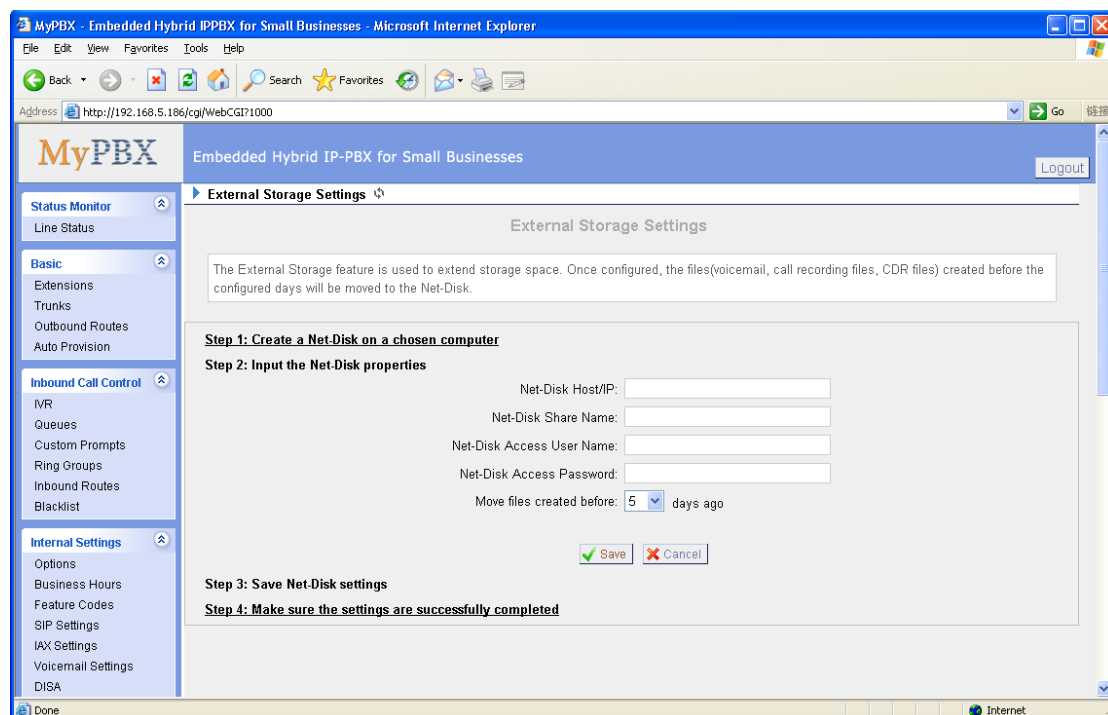 MyPBX - Embedded Hybrid IPPBX for Small Businesses - Microsoft Internet Explorer
File Edit View Favorites Tools Help
Back Search Favorites
Address http://192.168.5.186/cgi/WebCGI?1000 Go 链接
MyPBX
Embedded Hybrid IP-PBX for Small Businesses
Logout
Status Monitor
Line Status
Basic
Extensions
Trunks
Outbound Routes
Auto Provision
Inbound Call Control
IVR
Queues
Custom Prompts
Ring Groups
Inbound Routes
Blacklist
Internal Settings
Options
Business Hours
Feature Codes
SIP Settings
IAX Settings
Voicemail Settings
DISA
External Storage Settings
External Storage Settings
The External Storage feature is used to extend storage space. Once configured, the files(voicemail, call recording files, CDR files) created before the
configured days will be moved to the Net-Disk.
Step 1: Create a Net-Disk on a chosen computer
Step 2: Input the Net-Disk properties
Net-Disk Host/IP:
Net-Disk Share Name:
Net-Disk Access User Name:
Net-Disk Access Password:
Move files created before: 5 days ago
Save Cancel
Step 3: Save Net-Disk settings
Step 4: Make sure the settings are successfully completed
Done Internet